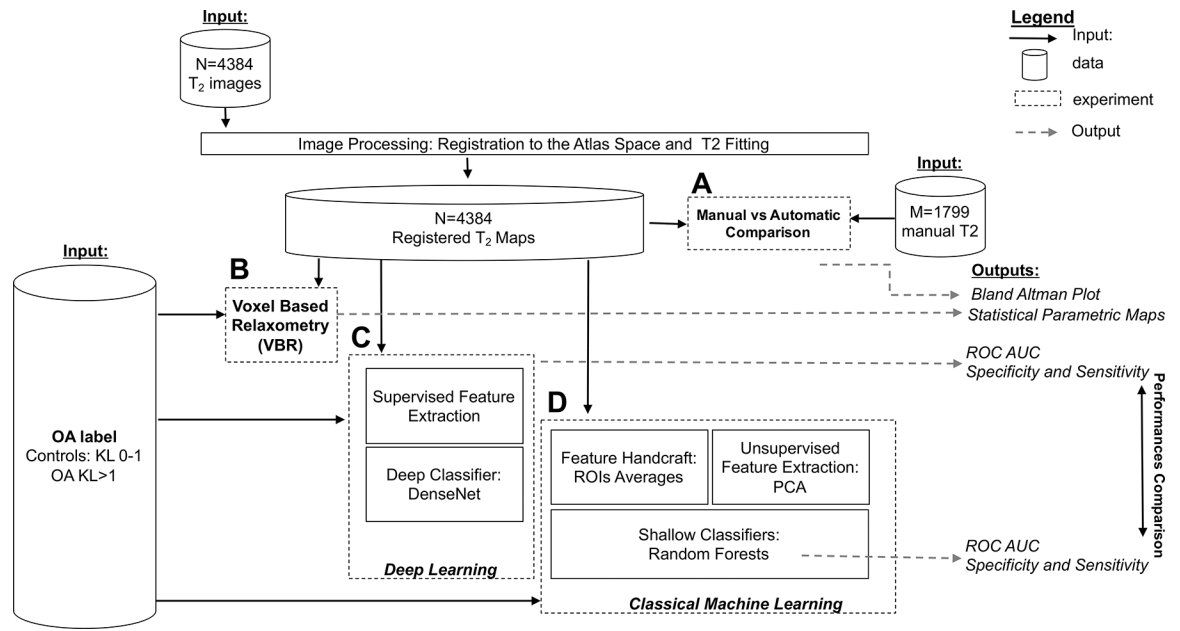 Input:
N=4384
T2 images
Legend
Input:
data
experiment
Output
Image Processing: Registration to the Atlas Space and T2 Fitting
N=4384
Registered T2 Maps
A
Manual vs Automatic
Comparison
Input:
M=1799
manual T2
Outputs:
Bland Altman Plot
Statistical Parametric Maps
Input:
OA label
Controls: KL 0-1
OA KL>1
B
Voxel Based
Relaxometry
(VBR)
C
Supervised Feature
Extraction
Deep Classifier:
DenseNet
Deep Learning
ROC AUC
Specificity and Sensitivity
D
Feature Handcraft:
ROIs Averages
Unsupervised
Feature Extraction:
PCA
Shallow Classifiers:
Random Forests
Classical Machine Learning
ROC AUC
Specificity and Sensitivity
Performances Comparison